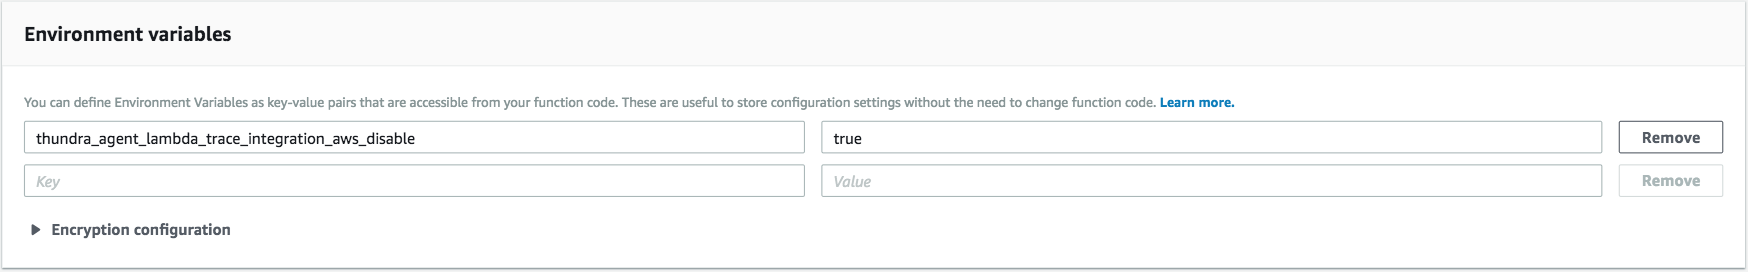 Environment variables
You can define Environment Variables as key-value pairs that are accessible from your function code. These are useful to store configuration settings without the need to change function code. Learn more.
thundra_agent_lambda_trace_integration_aws_disable true Remove
Key Value Remove
Encryption configuration